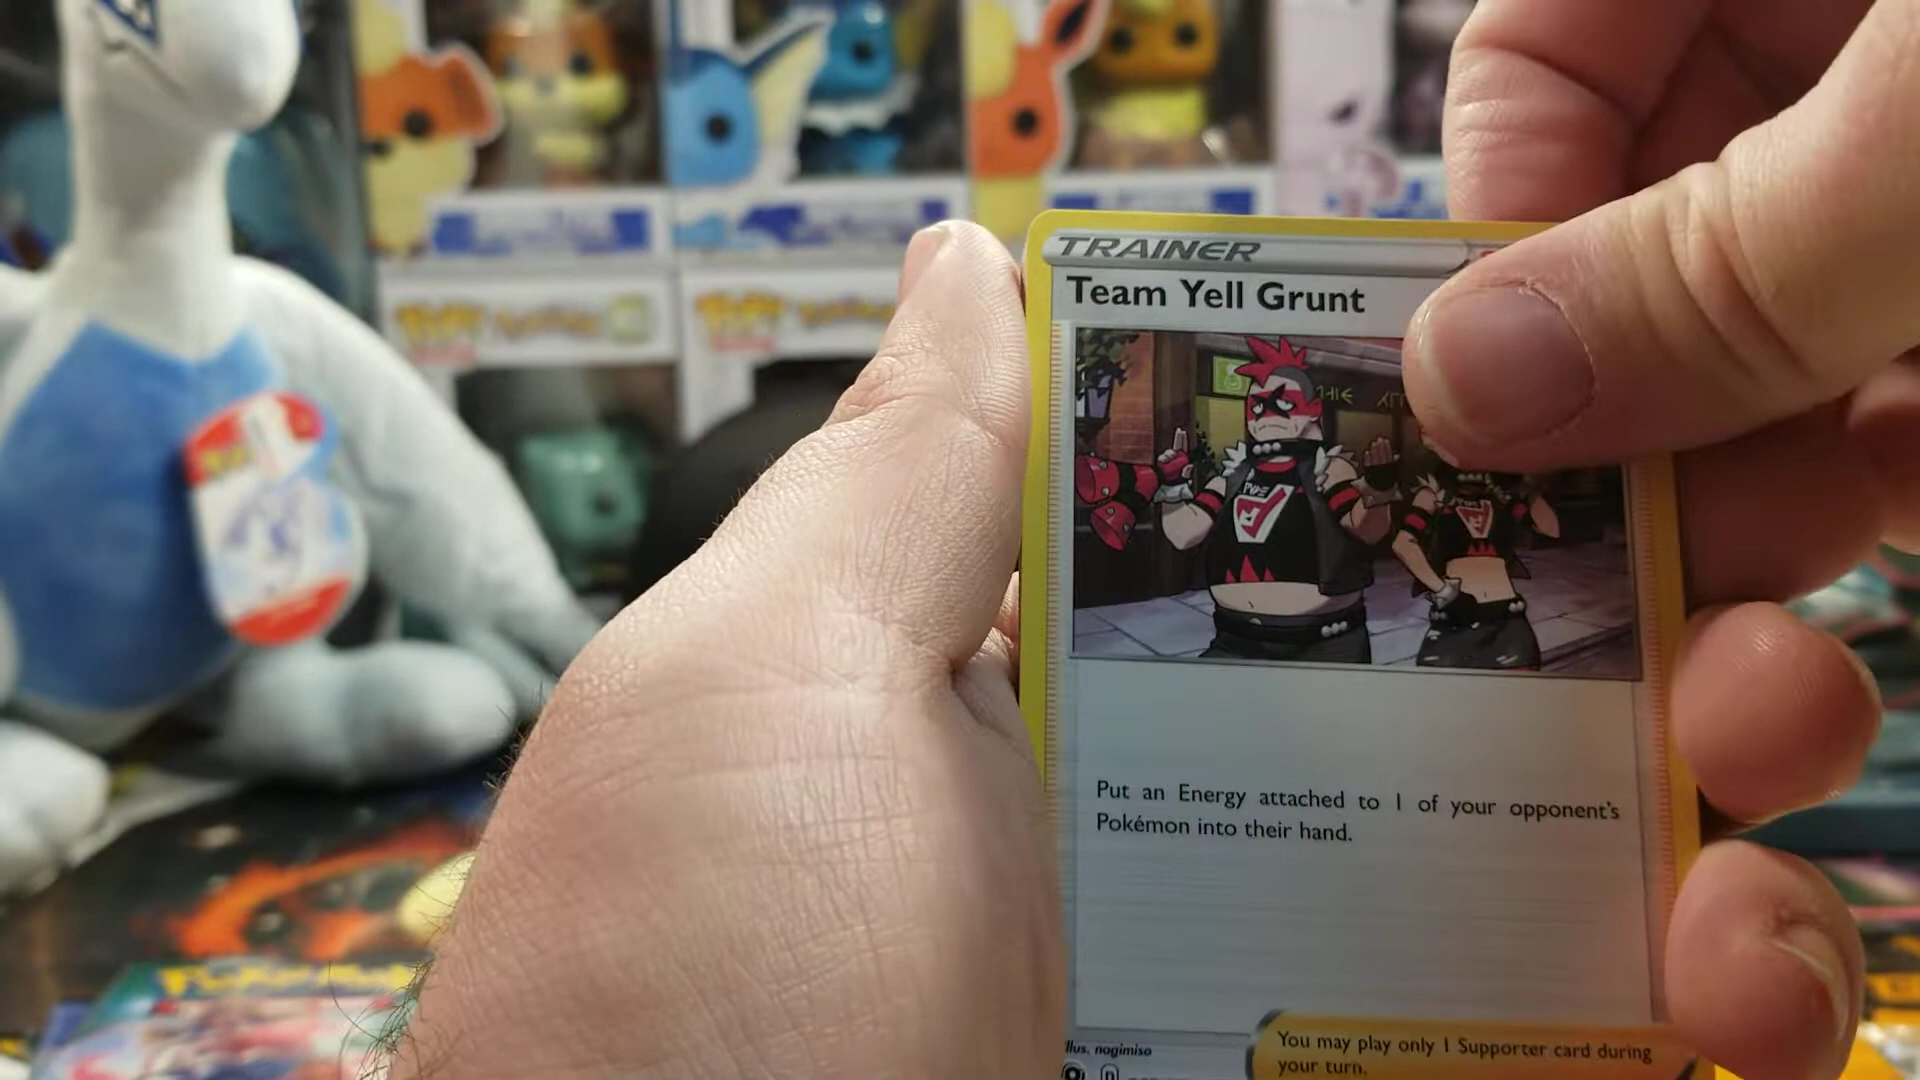 TRAINER
Team Yell Grunt
Put an Energy attached to 1 of your opponent's
Pokémon into their hand.
Illus. nogimiso
You may play only 1 Supporter card during
your turn.